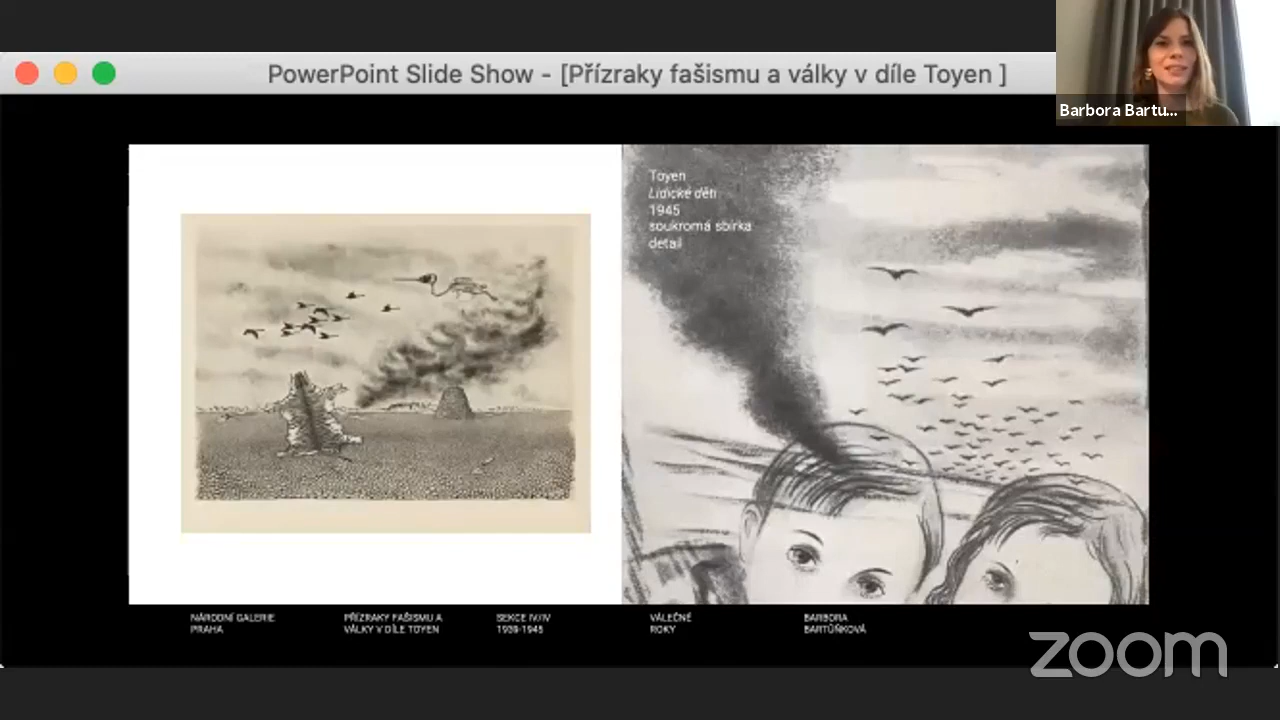 PowerPoint Slide Show - [Přízraky fašismu a války v díle Toyen ]
Barbora Bartu...
Toyen
Lidické děti
1945
soukromá sbírka
detail
NÁRODNÍ GALERIE
PRAHA
PŘÍZRAKY FAŠISMU A
VÁLKY V DÍLE TOYEN
SEKCE IV/IV
1939-1945
VÁLEČNÉ
ROKY
BARBORA
BARTŮŇKOVÁ
zoom